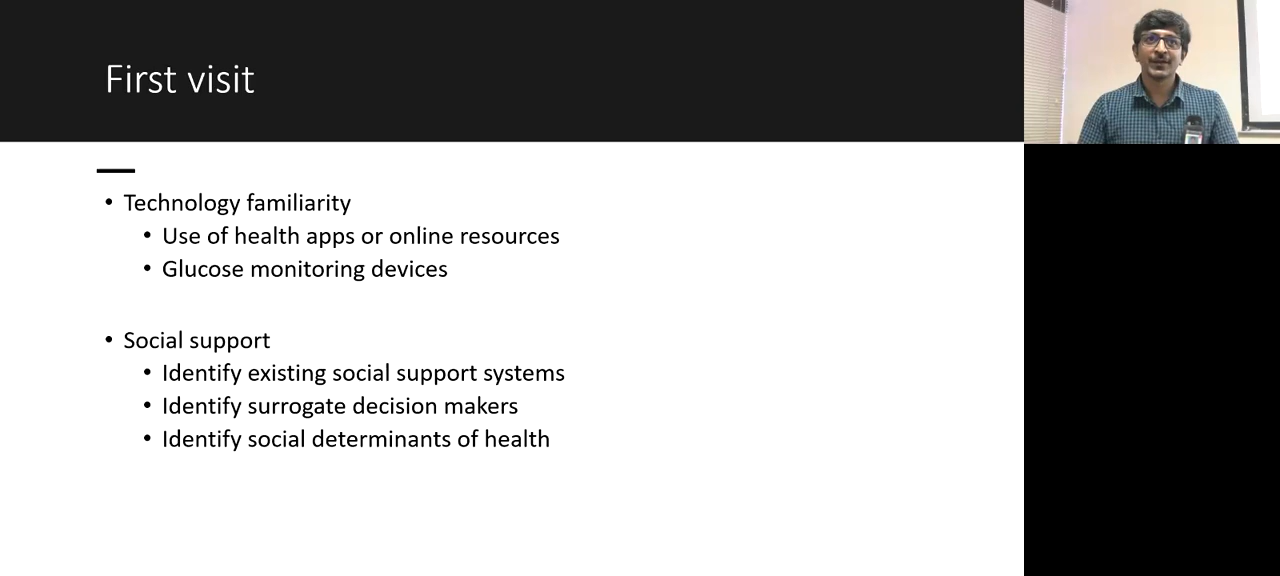 First visit
• Technology familiarity
• Use of health apps or online resources
• Glucose monitoring devices
• Social support
• Identify existing social support systems
• Identify surrogate decision makers
• Identify social determinants of health